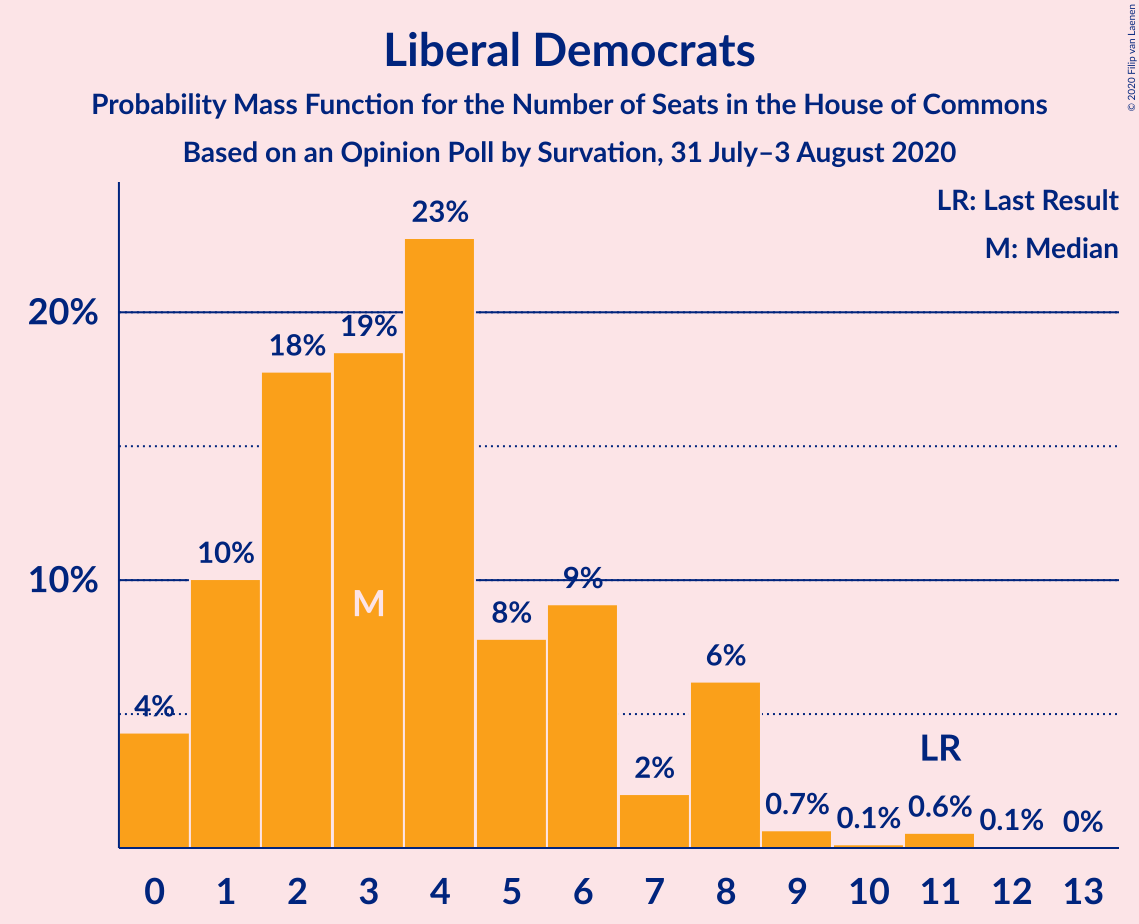 © 2020 Filip van Laenen
Liberal Democrats
Probability Mass Function for the Number of Seats in the House of Commons
Based on an Opinion Poll by Survation, 31 July–3 August 2020
LR: Last Result
M: Median
23%
20%
19%
18%
10%
10%
9%
M
8%
6%
4%
LR
2%
0.7%
0.1%
0.6%
0.1%
0%
0 1 2 3 4 5 6 7 8 9 10 11 12 13